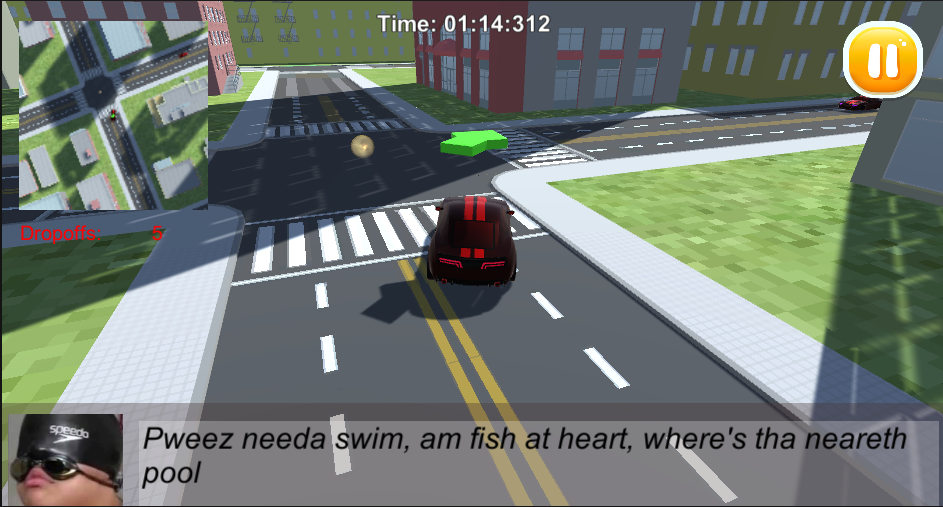 Time: 01:14:312
Dropoffs: 5
speedo
Pweez needa swim, am fish at heart, where's tha neareth
pool